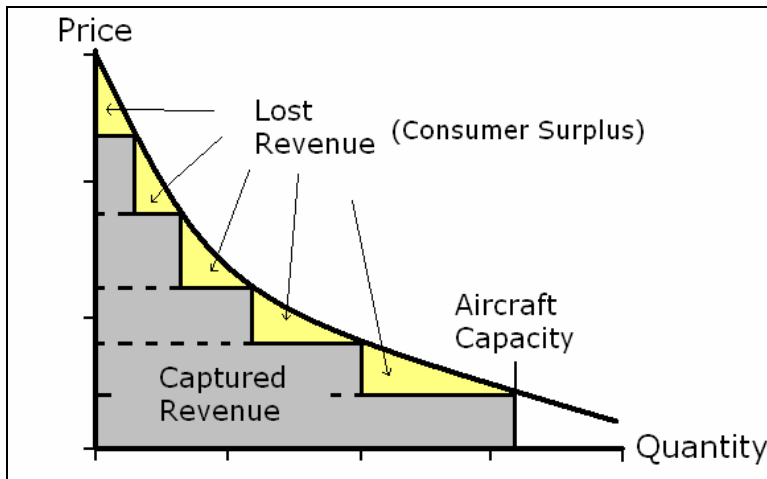 Price
Lost
Revenue (Consumer Surplus)
Aircraft
Capacity
Captured
Revenue
Quantity